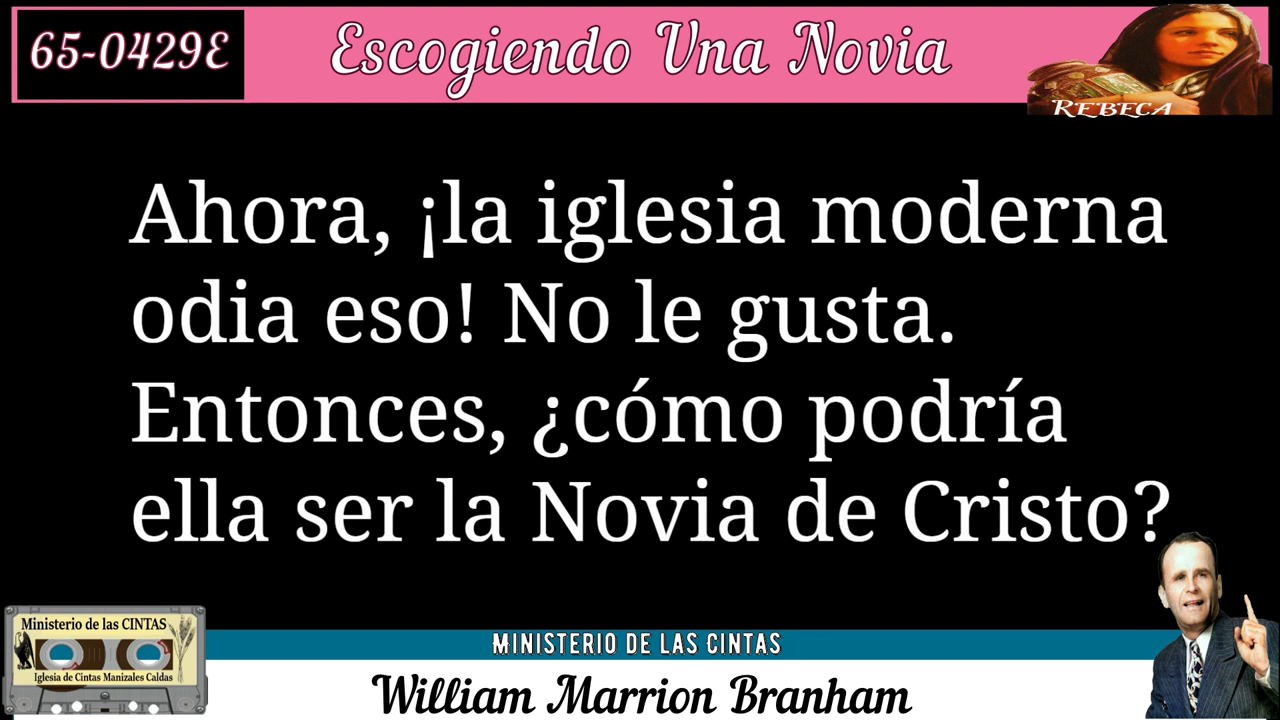 65-0429E
Escogiendo Una Novia
REBECA
Ahora, ¡la iglesia moderna
odia eso! No le gusta.
Entonces, ¿cómo podría
ella ser la Novia de Cristo?
Ministerio de las CINTAS
Iglesia de Cintas Manizales Caldas
MINISTERIO DE LAS CINTAS
William Marrion Branham